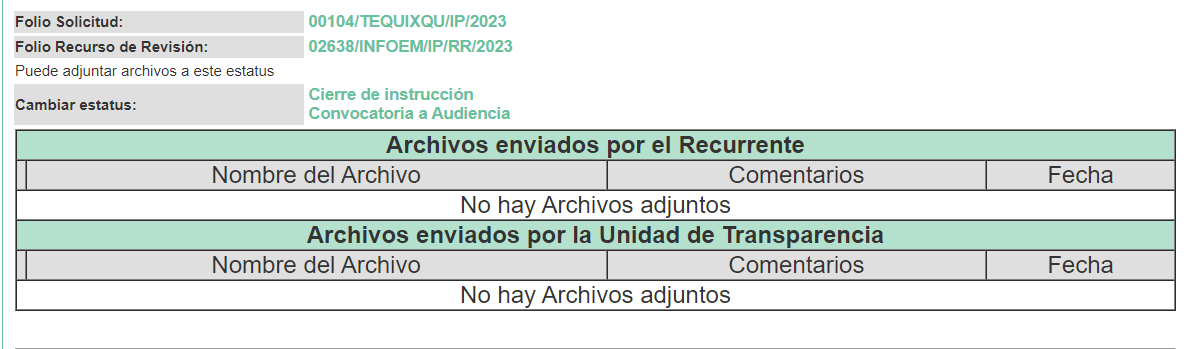 Folio Solicitud: 00104/TEQUIXQU/IP/2023
Folio Recurso de Revisión: 02638/INFOEM/IP/RR/2023
Puede adjuntar archivos a este estatus
Cambiar estatus: Cierre de instrucción
Convocatoria a Audiencia
Archivos enviados por el Recurrente
Nombre del Archivo Comentarios Fecha
No hay Archivos adjuntos
Archivos enviados por la Unidad de Transparencia
Nombre del Archivo Comentarios Fecha
No hay Archivos adjuntos